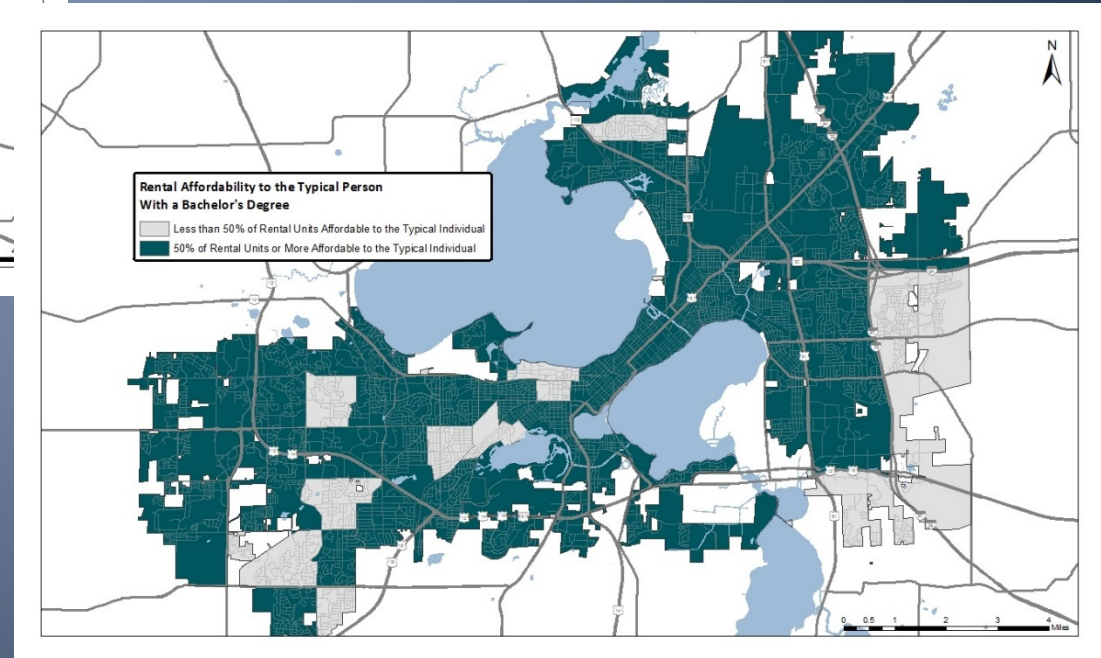 N
Rental Affordability to the Typical Person
With a Bachelor's Degree
Less than 50% of Rental Units Affordable to the Typical Individual
50% of Rental Units or More Affordable to the Typical Individual
0 0.5 1 2 3 4
Miles